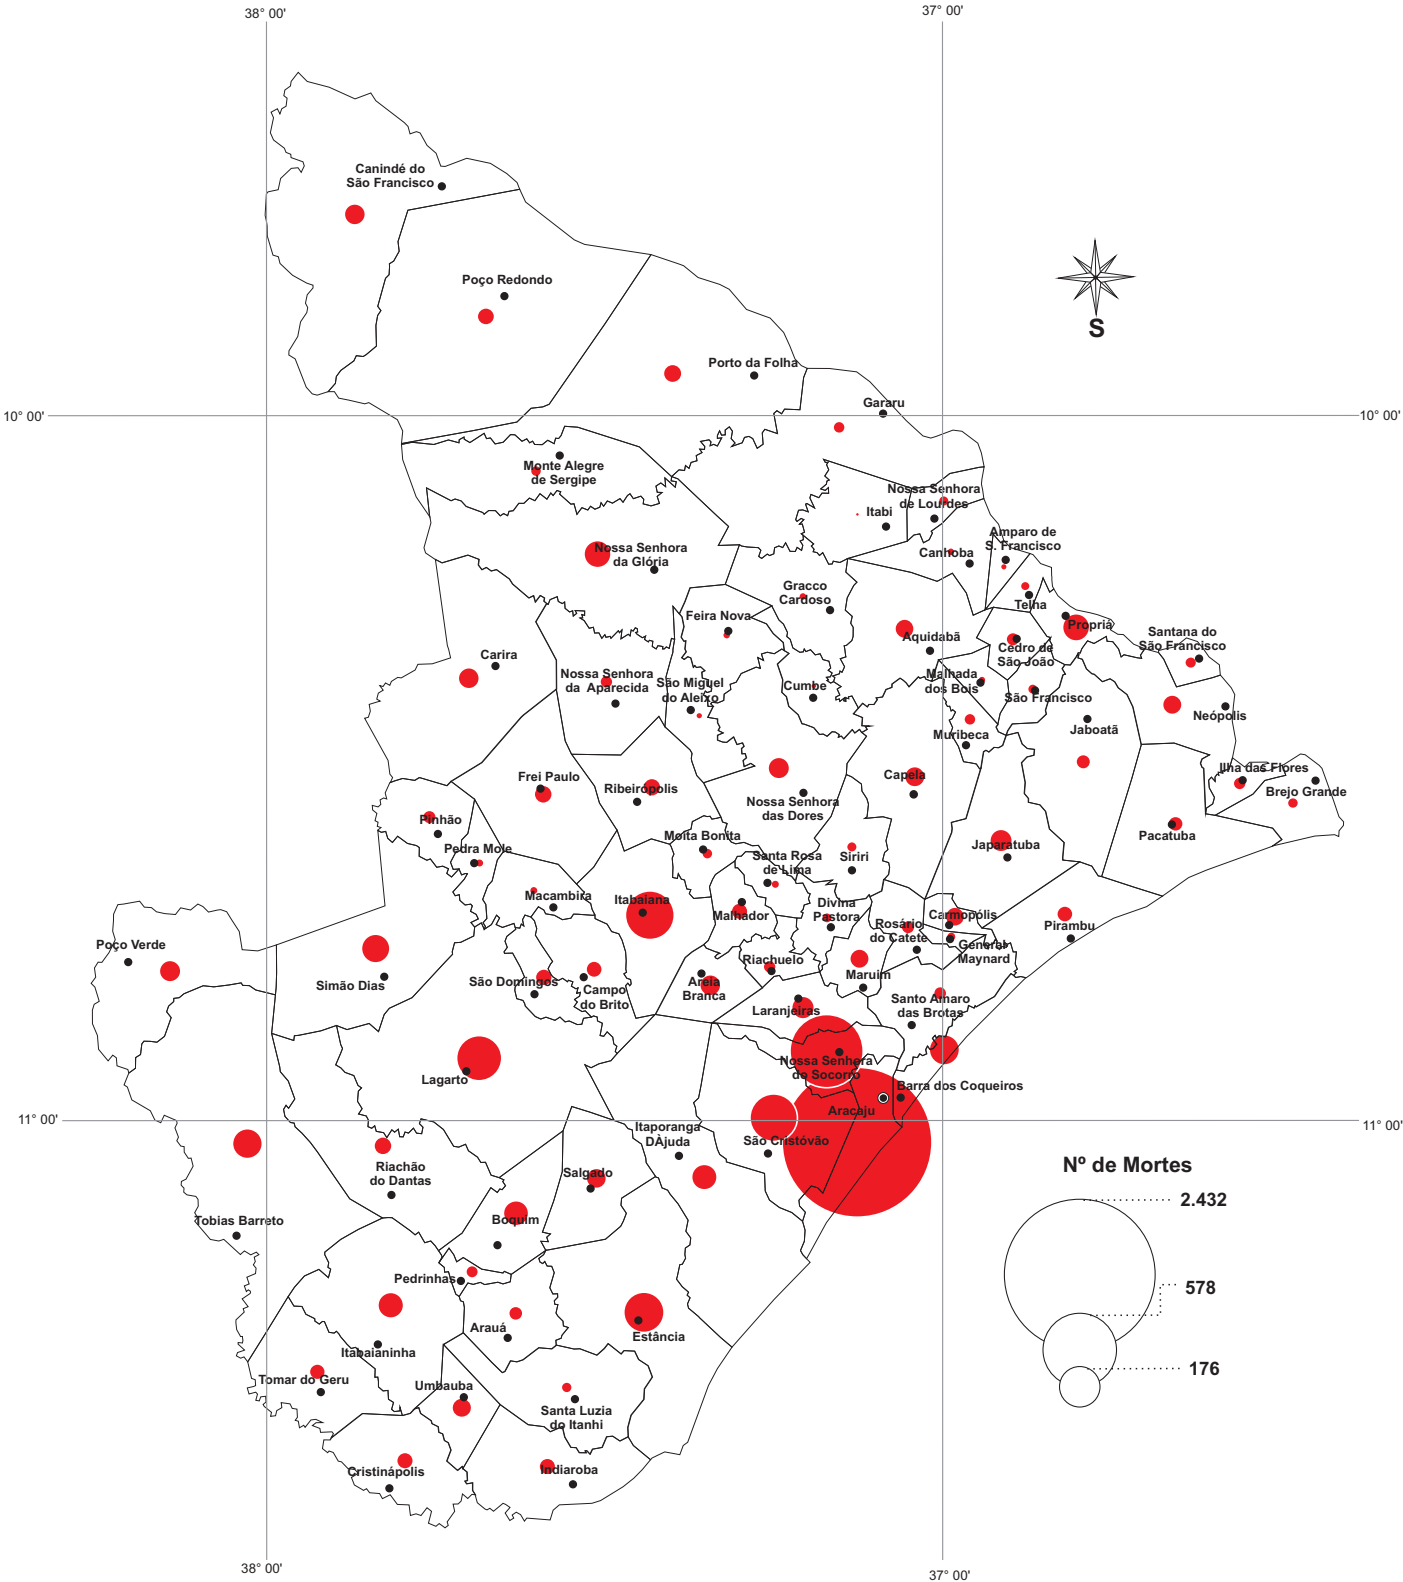 38° 00'
37° 00'
Canindé do
São Francisco
Poço Redondo
S
Porto da Folha
Gararu
10° 00'
10° 00'
Monte Alegre
de Sergipe
Nossa Senhora
de Lourdes
Itabi
Amparo de
S. Francisco
Nossa Senhora
da Glória
Canhoba
Gracco
Cardoso
Telha
Feira Nova
Propriá
Aquidabã
Santana do
São Francisco
Cedro de
São João
Carira
Nossa Senhora
da Aparecida
São Miguel
do Aleixo
Cumbe
Malhada
dos Bois
São Francisco
Neópolis
Jaboatã
Muribeca
Frei Paulo
Ribeirópolis
Capela
Ilha das Flores
Brejo Grande
Nossa Senhora
das Dores
Pinhão
Moita Bonita
Pacatuba
Pedra Mole
Santa Rosa
de Lima
Siriri
Japaratuba
Macambira
Itabaiana
Malhador
Divina
Pastora
Rosário
do Catete
Carmopólis
Pirambu
Poço Verde
General
Maynard
Simão Dias
São Domingos
Campo
do Brito
Areia
Branca
Riachuelo
Maruim
Laranjeiras
Santo Amaro
das Brotas
Lagarto
Nossa Senhora
do Socorro
Barra dos Coqueiros
Aracaju
11° 00'
11° 00'
Itaporanga
DÀjuda
São Cristóvão
Riachão
do Dantas
Salgado
Nº de Mortes
2.432
Tobias Barreto
Boquim
Pedrinhas
578
Arauá
Estância
Itabaianinha
176
Tomar do Geru
Umbauba
Santa Luzia
do Itanhi
Cristinápolis
Indiaroba
38° 00'
37° 00'